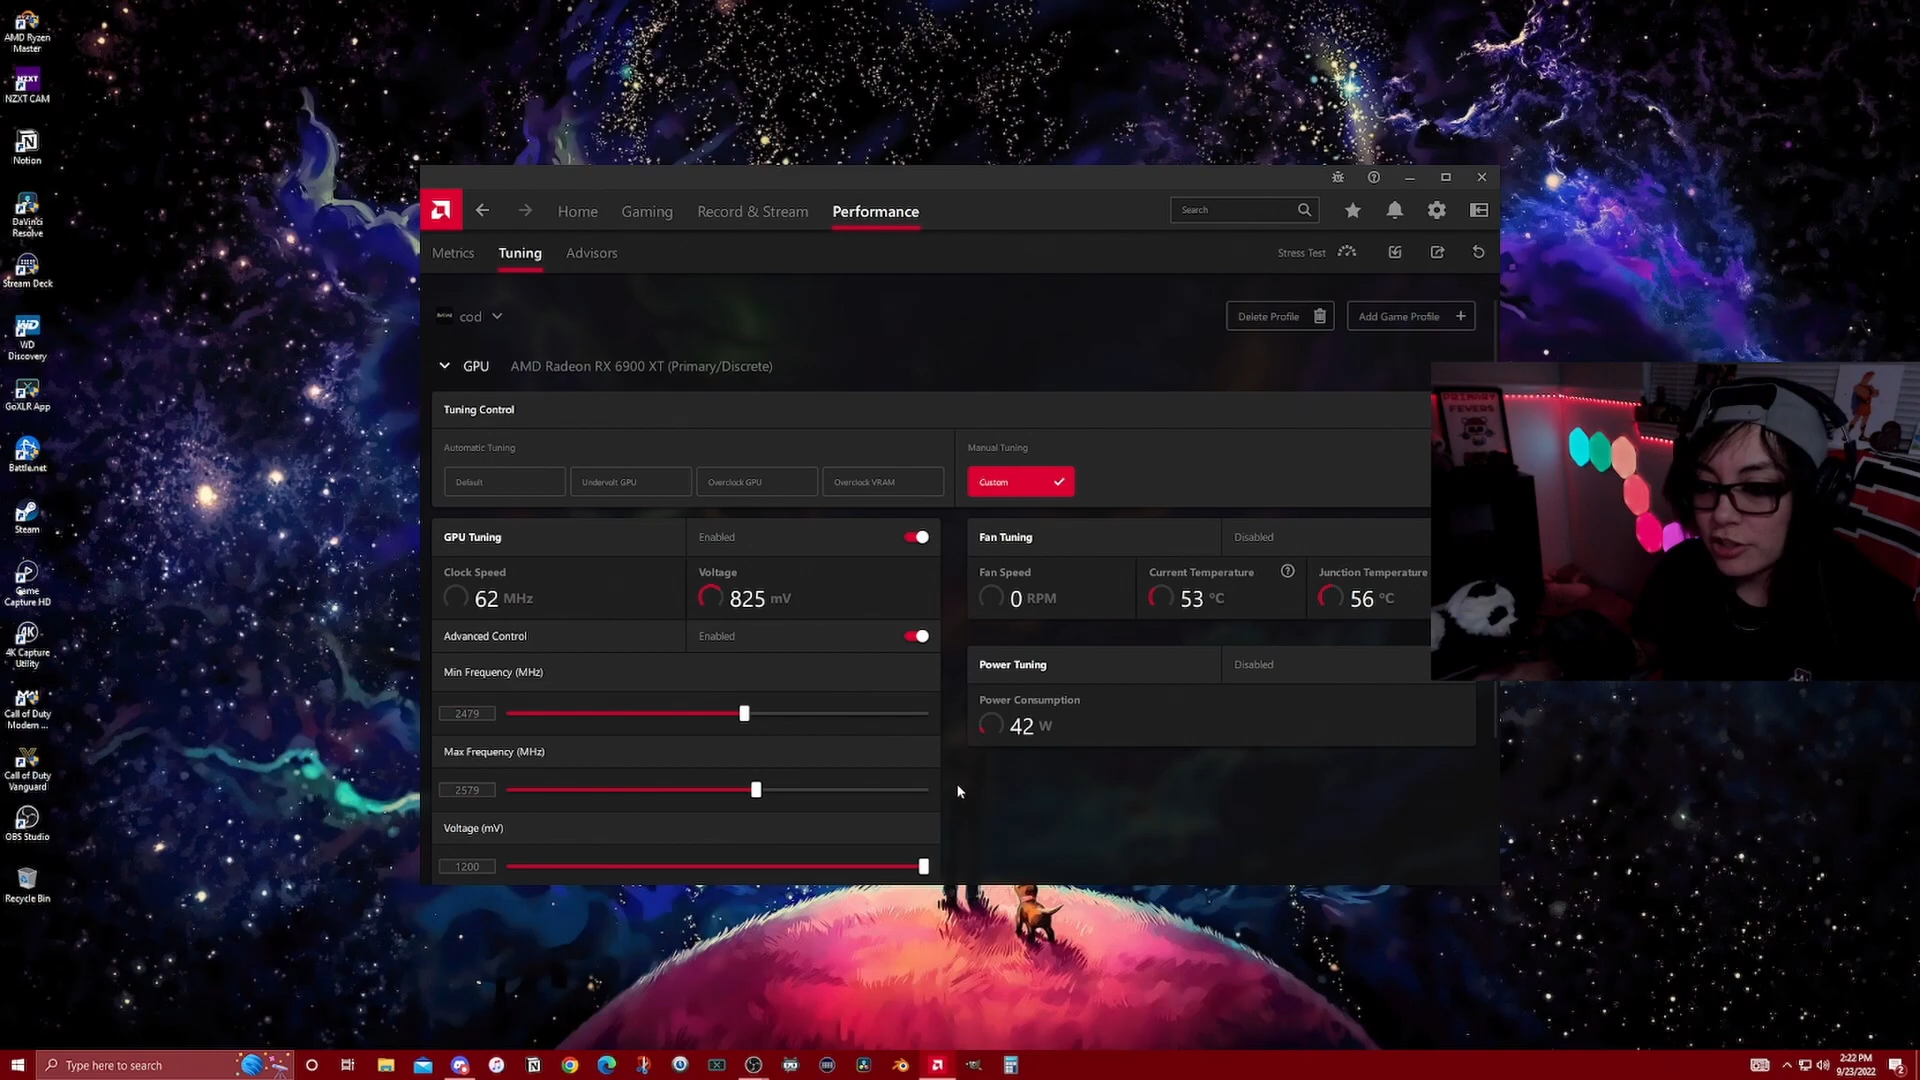 AMD Ryzen
Master
NZXT
NZXT CAM
Notion
DaVinci
Resolve
Stream Deck
WD
WD
Discovery
GoXLR App
Battle.net
Steam
Game
Capture HD
4K
4K Capture
Utility
Call of Duty
Modern ...
Call of Duty
Vanguard
OBS Studio
Recycle Bin
Home
Gaming
Record & Stream
Performance
Search
Metrics
Tuning
Advisors
Stress Test
cod
Delete Profile
Add Game Profile
GPU
AMD Radeon RX 6900 XT (Primary/Discrete)
Tuning Control
Automatic Tuning
Manual Tuning
Default
Undervolt GPU
Overclock GPU
Overclock VRAM
Custom
GPU Tuning
Enabled
Clock Speed
62 MHz
Voltage
825 mV
Advanced Control
Enabled
Min Frequency (MHz)
2479
Max Frequency (MHz)
2579
Voltage (mV)
1200
Fan Tuning
Disabled
Fan Speed
0 RPM
Current Temperature
53 °C
Junction Temperature
56 °C
Power Tuning
Disabled
Power Consumption
42 W
PRIMARY
FEVERS
Type here to search
2:22 PM
9/23/2022
2